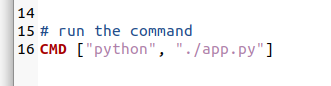 14
15 # run the command
16 CMD ["python", "./app.py"]